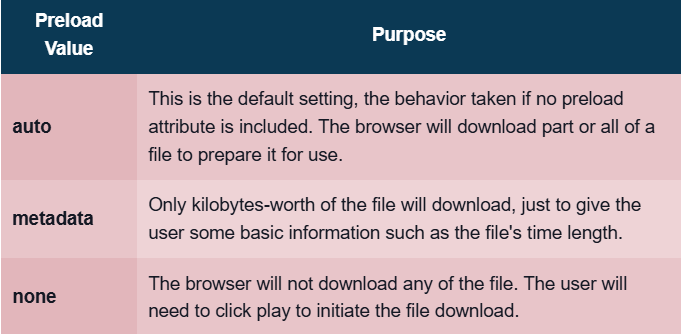 Preload
Value
Purpose
auto
This is the default setting, the behavior taken if no preload
attribute is included. The browser will download part or all of a
file to prepare it for use.
metadata
Only kilobytes-worth of the file will download, just to give the
user some basic information such as the file's time length.
none
The browser will not download any of the file. The user will
need to click play to initiate the file download.